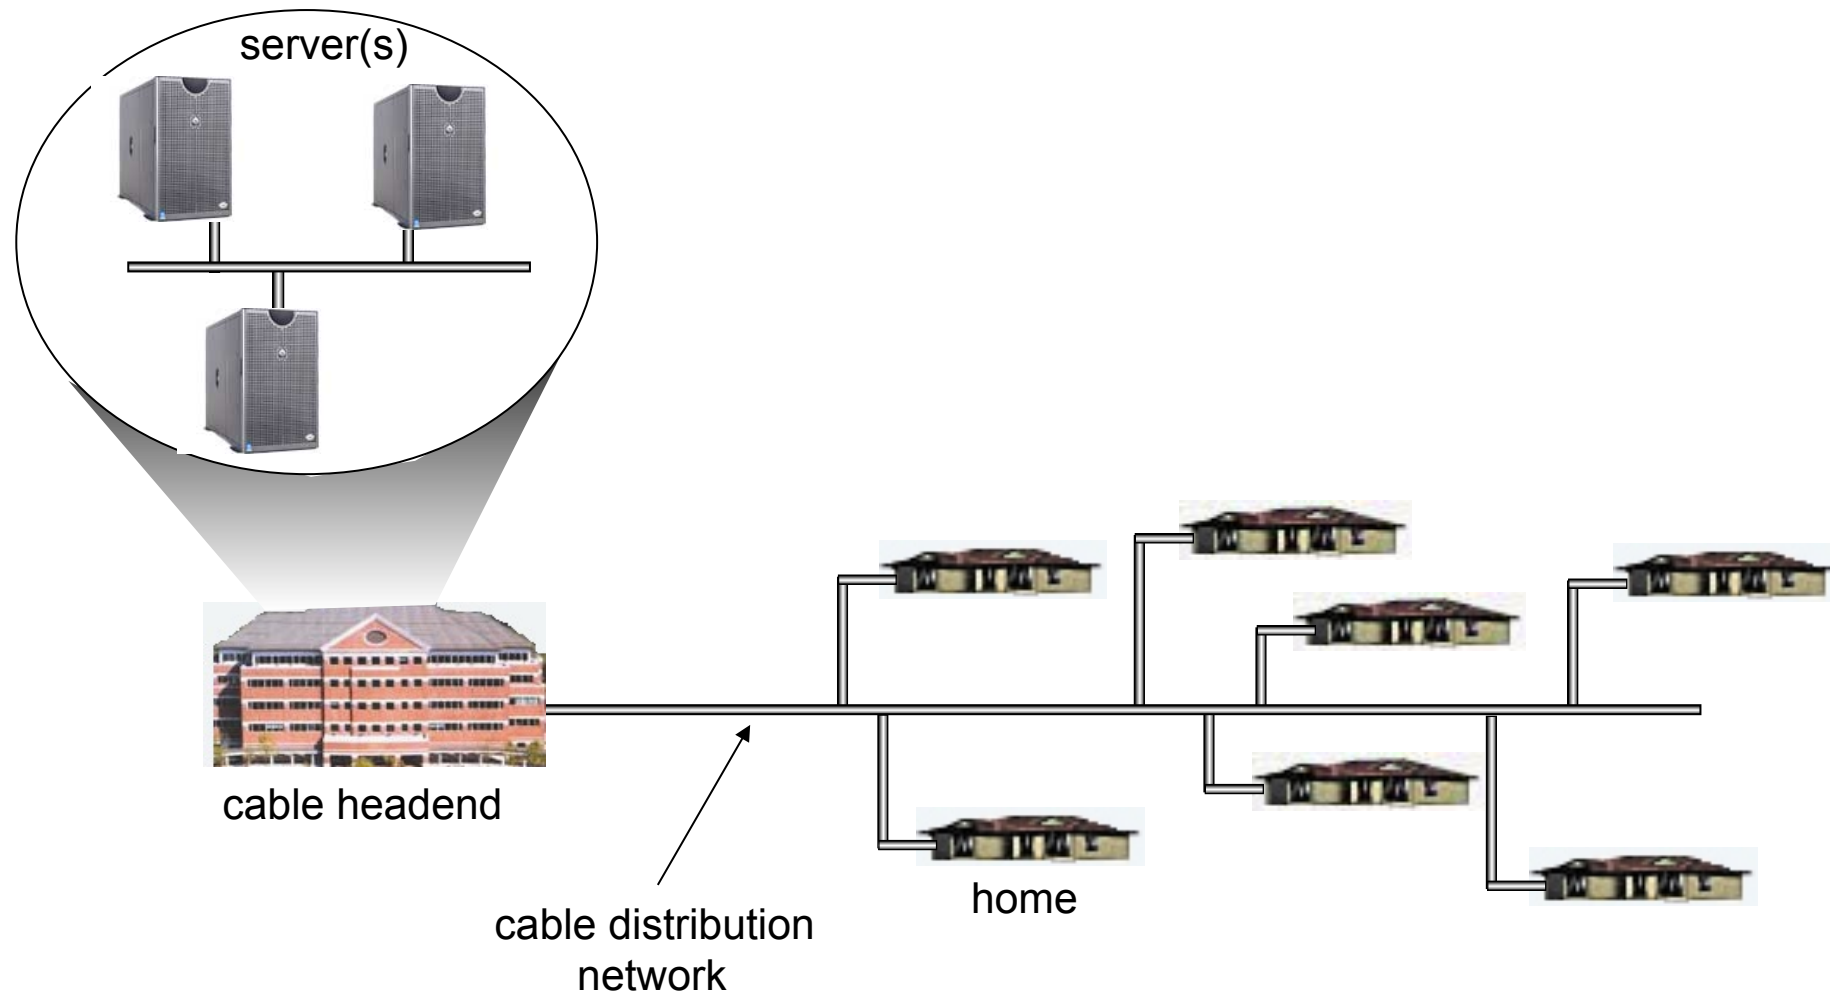 server(s)
cable headend
home
cable distribution
network